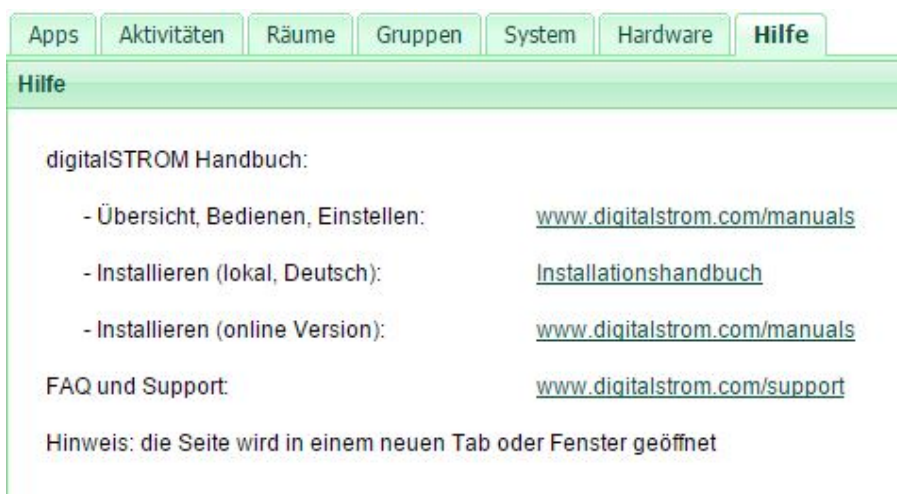 Apps Aktivitäten Räume Gruppen System Hardware Hilfe
Hilfe
digitalSTROM Handbuch:
- Übersicht, Bedienen, Einstellen: www.digitalstrom.com/manuals
- Installieren (lokal, Deutsch): Installationshandbuch
- Installieren (online Version): www.digitalstrom.com/manuals
FAQ und Support: www.digitalstrom.com/support
Hinweis: die Seite wird in einem neuen Tab oder Fenster geöffnet